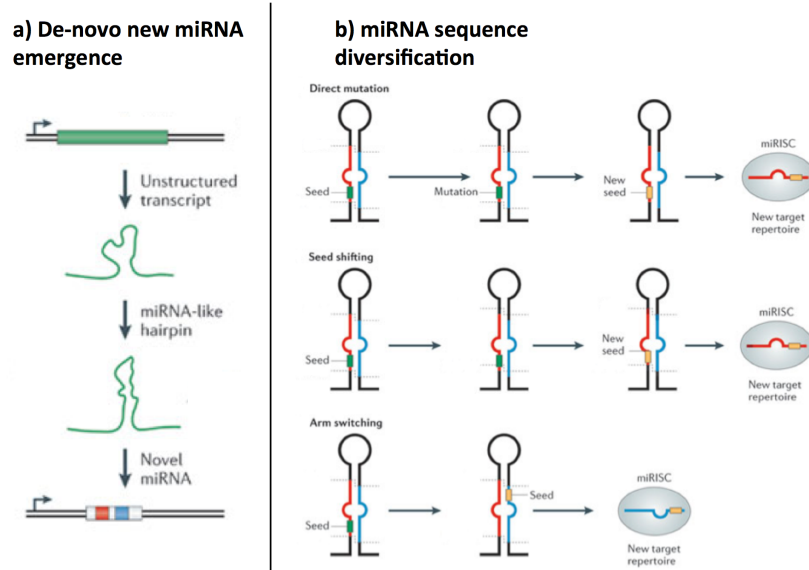 a) De-novo new miRNA
emergence
Unstructured
transcript
miRNA-like
hairpin
Novel
miRNA
b) miRNA sequence
diversification
Direct mutation
Seed
Mutation
New
seed
miRISC
New target
repertoire
Seed shifting
Seed
New
seed
miRISC
New target
repertoire
Arm switching
Seed
Seed
miRISC
New target
repertoire